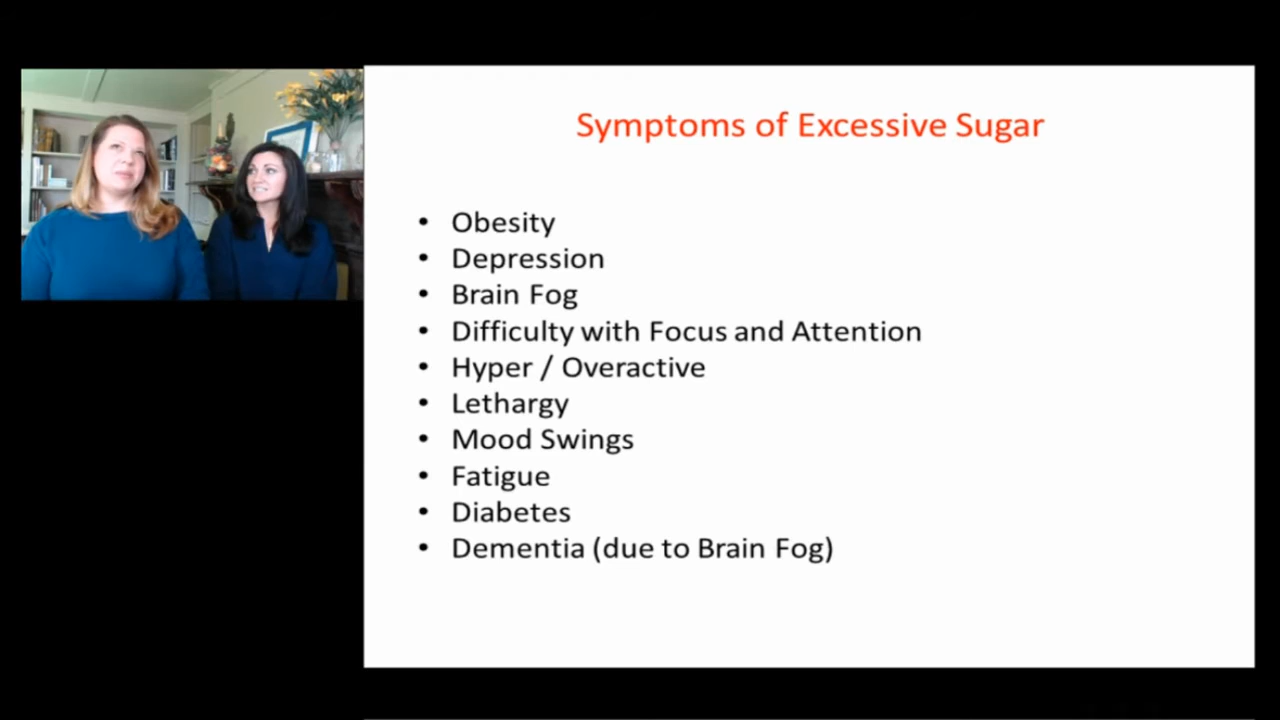 Symptoms of Excessive Sugar
• Obesity
• Depression
• Brain Fog
• Difficulty with Focus and Attention
• Hyper / Overactive
• Lethargy
• Mood Swings
• Fatigue
• Diabetes
• Dementia (due to Brain Fog)